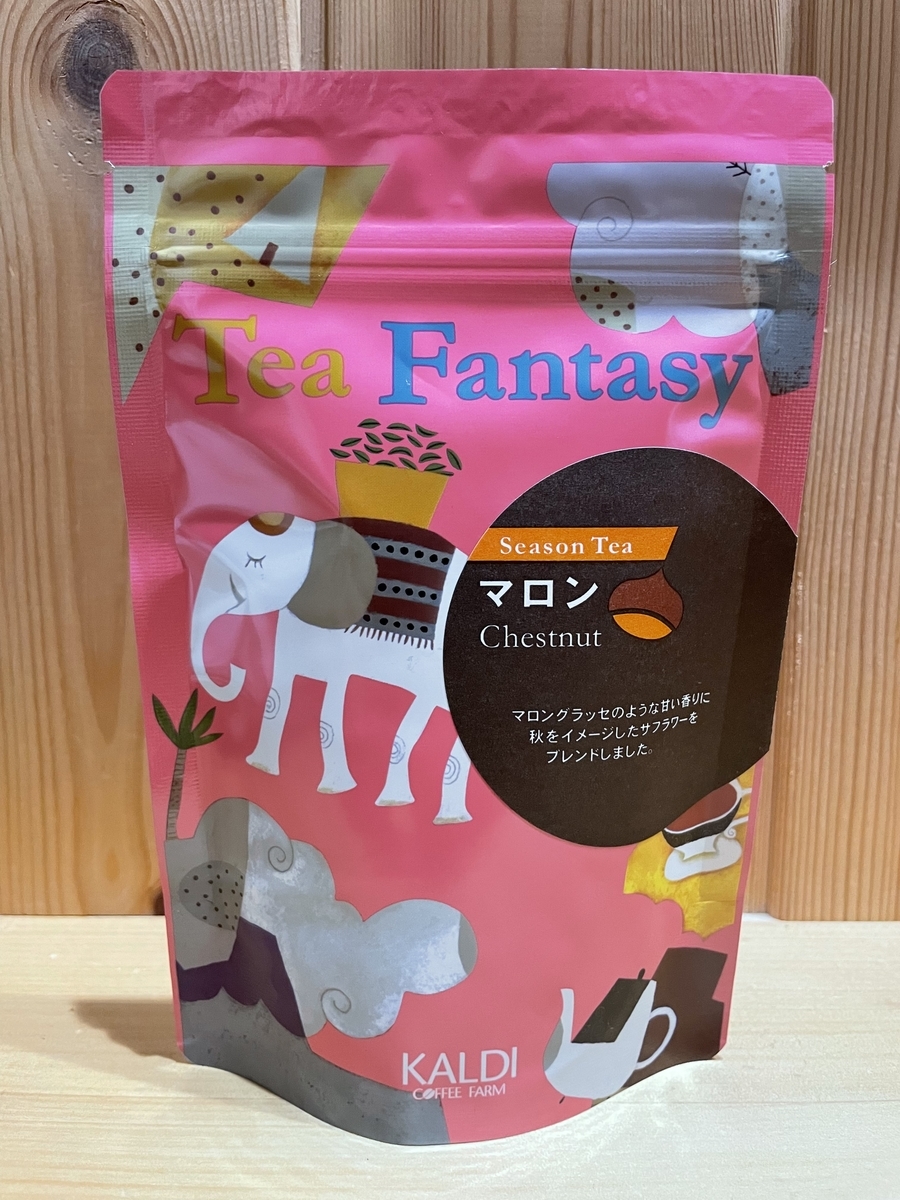 Tea Fantasy
Season Tea
マロン
Chestnut
マロングラッセのような甘い香りに
秋をイメージしたサフラワーを
ブレンドしました。
KALDI
COFFEE FARM